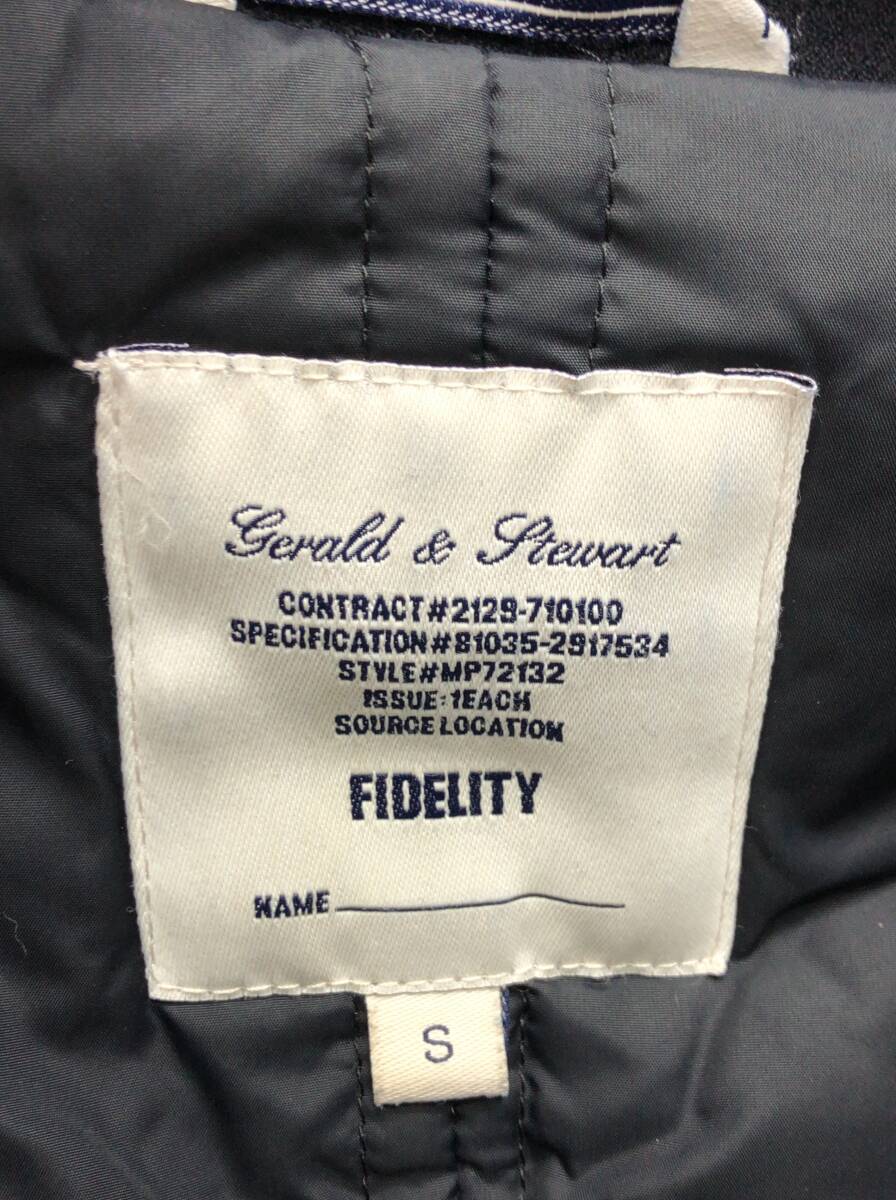 Gerald & Stewart
CONTRACT#2129-710100
SPECIFICATION#81035-2917534
STYLE#MP72132
ISSUE:1EACH
SOURCE LOCATION
FIDELITY
NAME
S